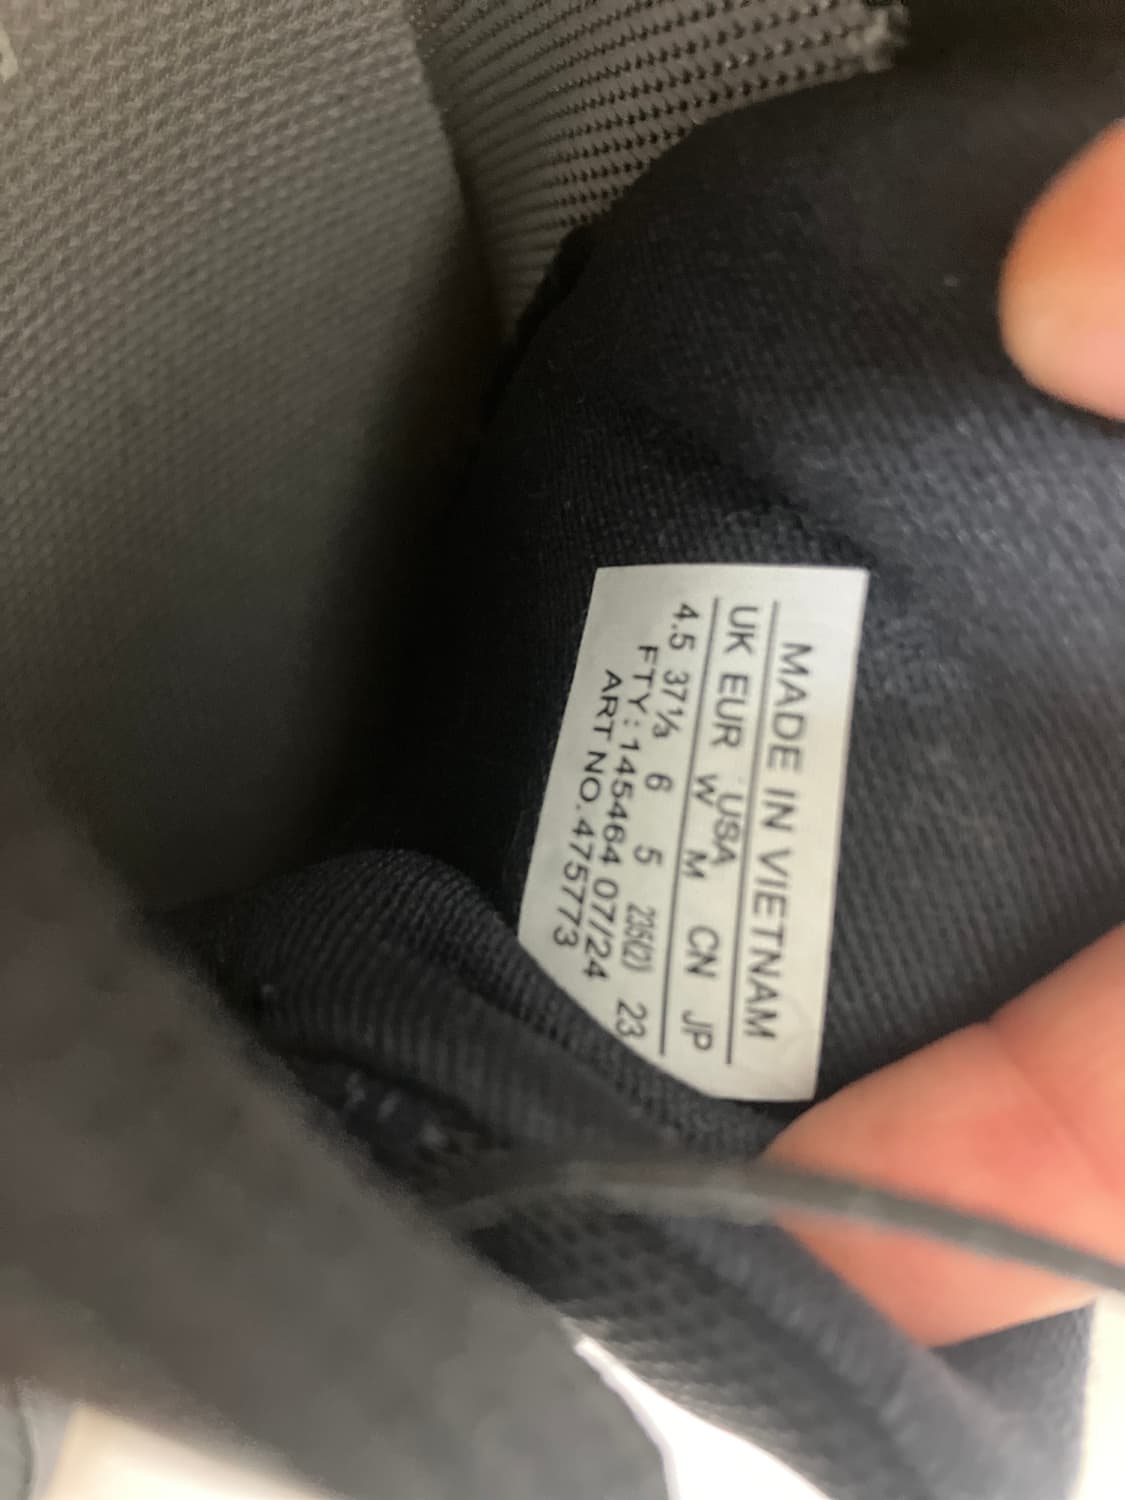 MADE IN VIETNAM
UK EUR USA CN JP
W M
4.5 37⅓ 6 5 235(2) 23
FTY: 145464 07/24
ART NO. 475773